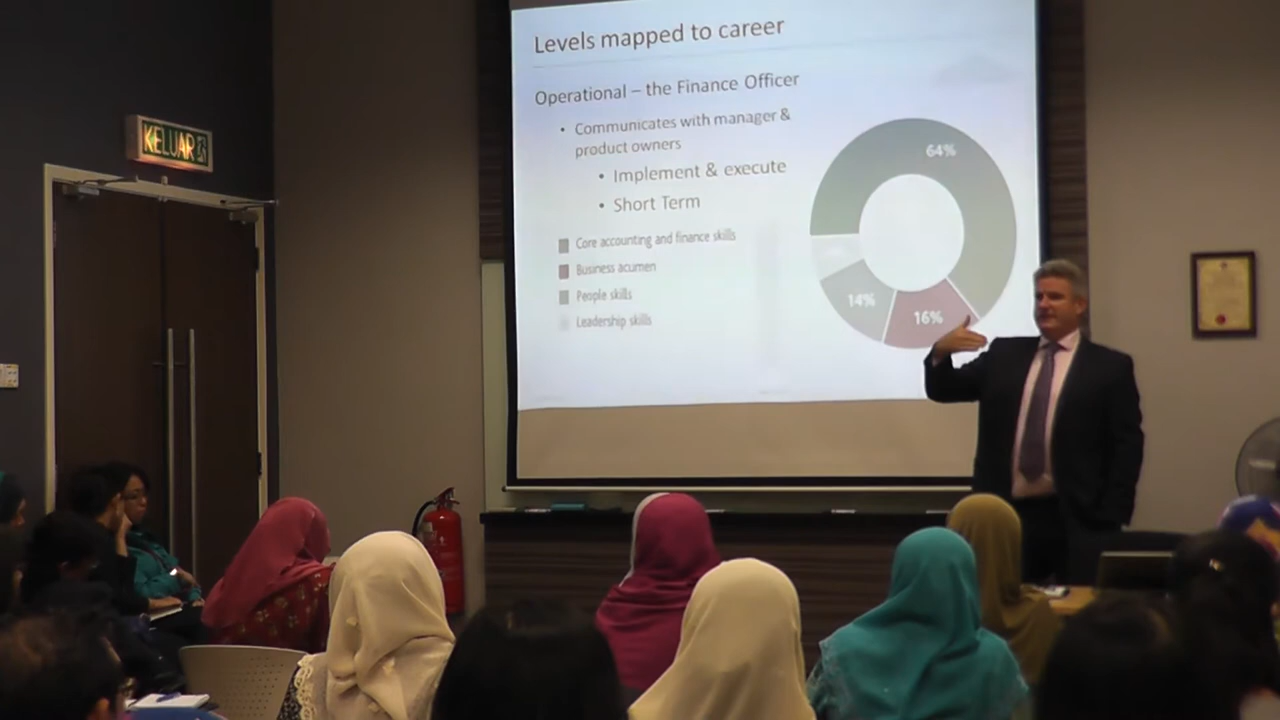 KELUAR
Levels mapped to career
Operational – the Finance Officer
• Communicates with manager &
product owners
• Implement & execute
• Short Term
Core accounting and finance skills
Business acumen
People skills
Leadership skills
64%
14%
16%